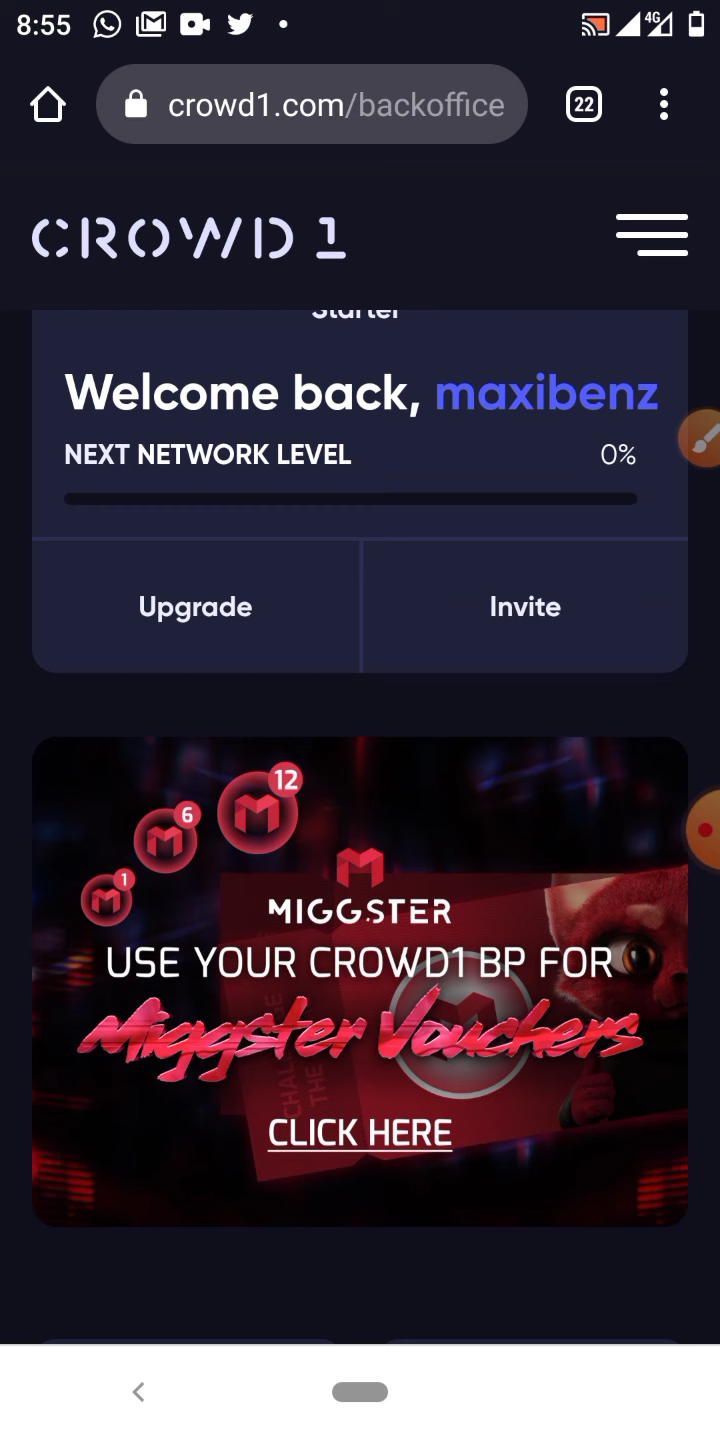 8:55
4G
crowd1.com/backoffice
22
CROWD 1
Starter
Welcome back, maxibenz
NEXT NETWORK LEVEL 0%
Upgrade Invite
12
6
1
MIGGSTER
USE YOUR CROWD1 BP FOR
Miggster Vouchers
CLICK HERE